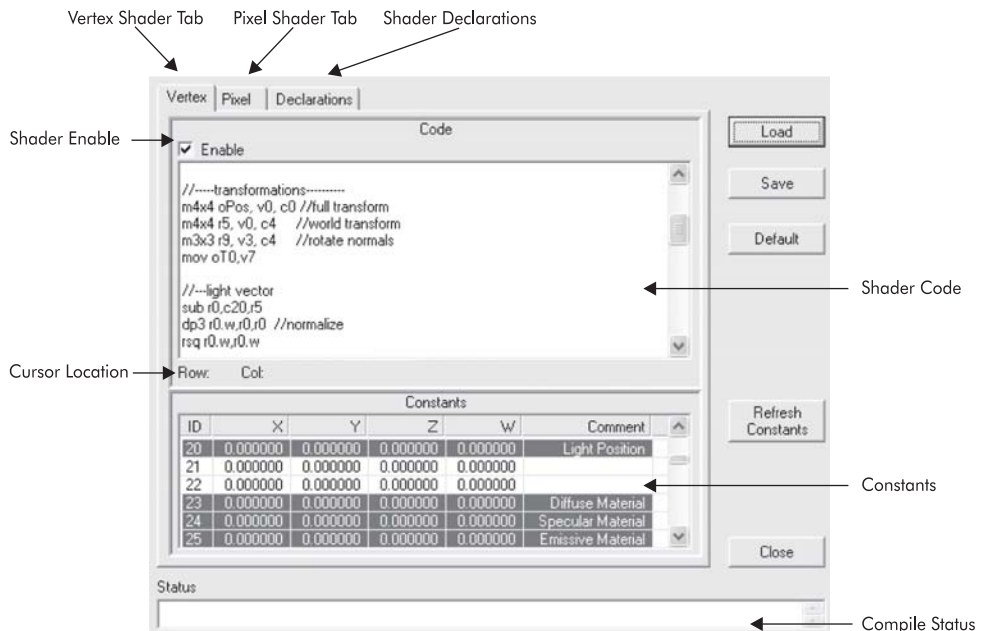 Vertex Shader Tab Pixel Shader Tab Shader Declarations
Vertex Pixel Declarations
Code
Load
Shader Enable
Enable
Save
//-----transformations----------
m4x4 oPos, v0, c0 //full transform
m4x4 r5, v0, c4 //world transform
m3x3 r9, v3, c4 //rotate normals
mov oT0,v7
Default
//---light vector
sub r0,c20,r5
dp3 r0.w,r0,r0 //normalize
rsq r0.w,r0.w
Shader Code
Cursor Location
Row: Col:
Constants
Refresh
Constants
ID X Y Z W Comment
20 0.000000 0.000000 0.000000 0.000000 Light Position
21 0.000000 0.000000 0.000000 0.000000
22 0.000000 0.000000 0.000000 0.000000
23 0.000000 0.000000 0.000000 0.000000 Diffuse Material
24 0.000000 0.000000 0.000000 0.000000 Specular Material
25 0.000000 0.000000 0.000000 0.000000 Emissive Material
Constants
Close
Status
Compile Status